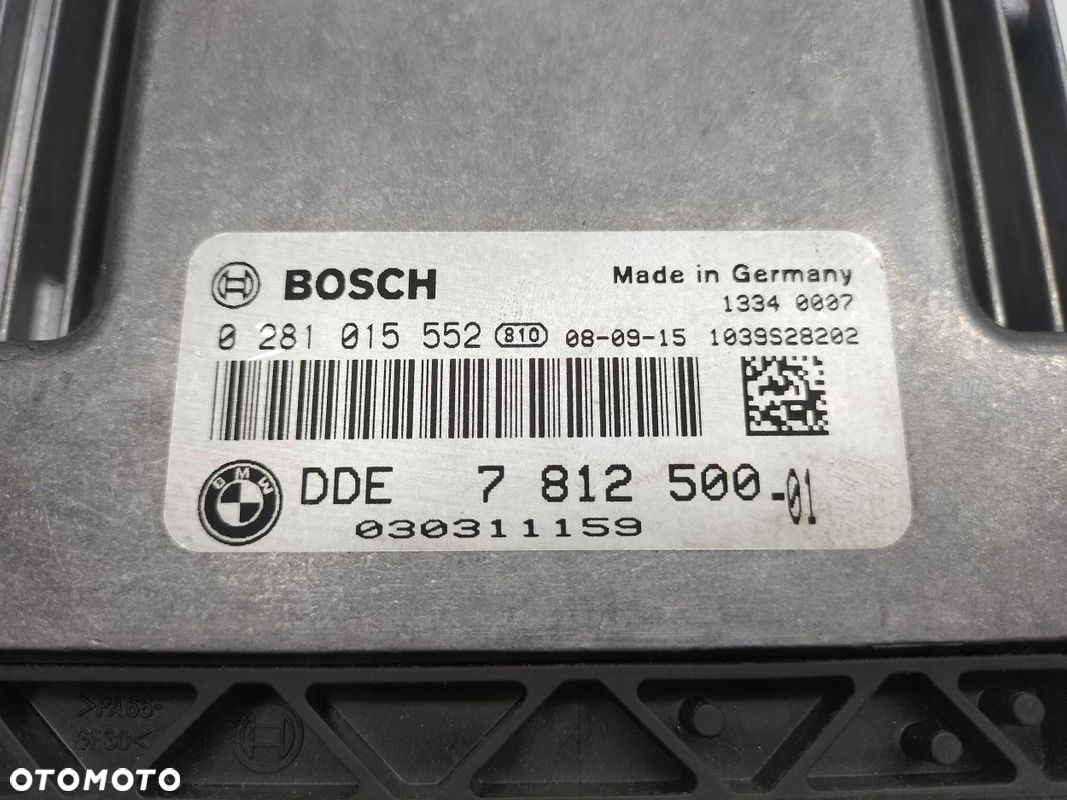 BOSCH
Made in Germany
1334 0007
0 281 015 552 810 08-09-15 1039S28202
BMW
DDE 7 812 500-01
030311159
>PA66-
GF30<
OTOMOTO